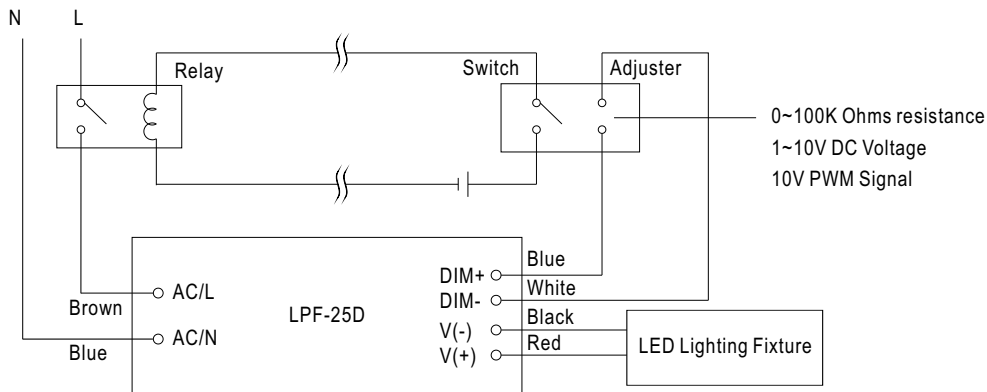 N
L
Relay
Switch
Adjuster
0~100K Ohms resistance
1~10V DC Voltage
10V PWM Signal
Blue
DIM+
White
DIM-
AC/L
Brown
LPF-25D
Black
V(-)
AC/N
Blue
Red
V(+)
LED Lighting Fixture